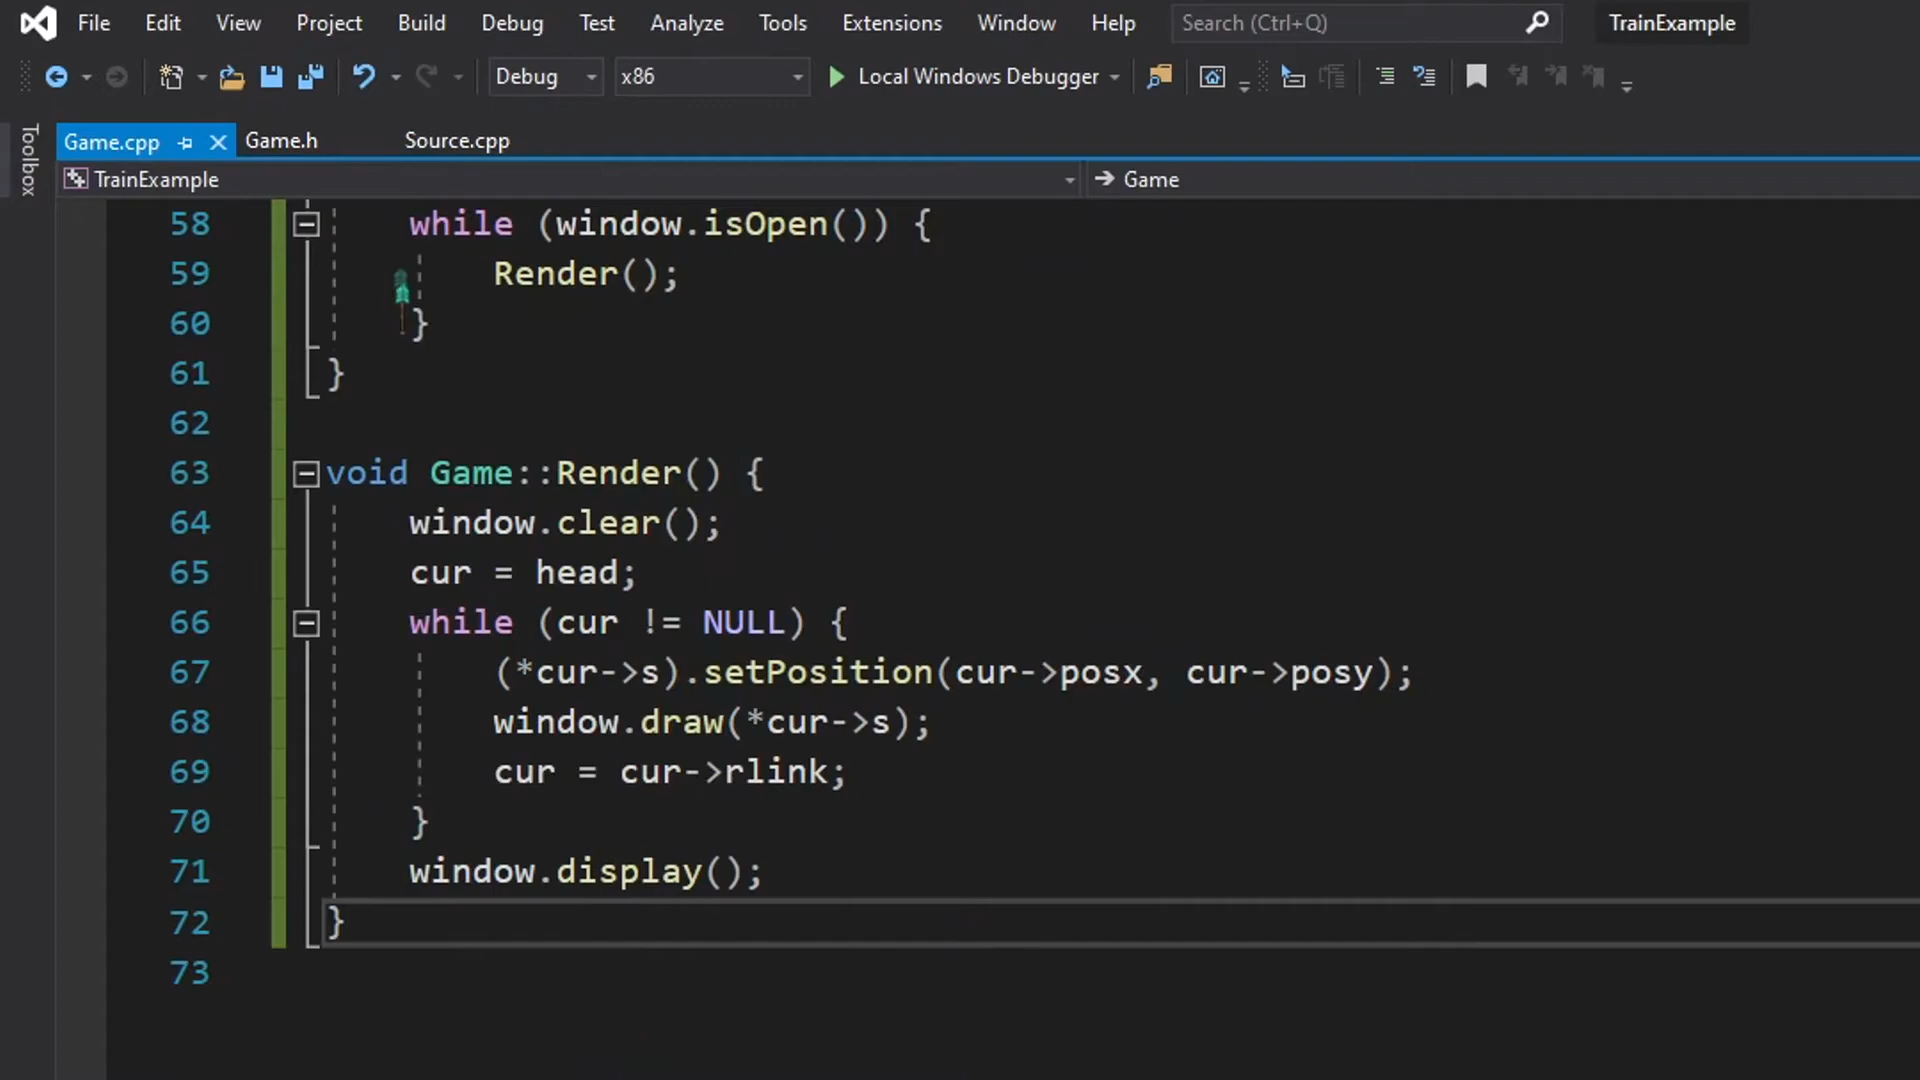 File Edit View Project Build Debug Test Analyze Tools Extensions Window Help Search (Ctrl+Q) TrainExample
Debug x86 Local Windows Debugger
Toolbox
Game.cpp Game.h Source.cpp
TrainExample Game
58 while (window.isOpen()) {
59 Render();
60 }
61 }
62
63 void Game::Render() {
64 window.clear();
65 cur = head;
66 while (cur != NULL) {
67 (*cur->s).setPosition(cur->posx, cur->posy);
68 window.draw(*cur->s);
69 cur = cur->rlink;
70 }
71 window.display();
72 }
73